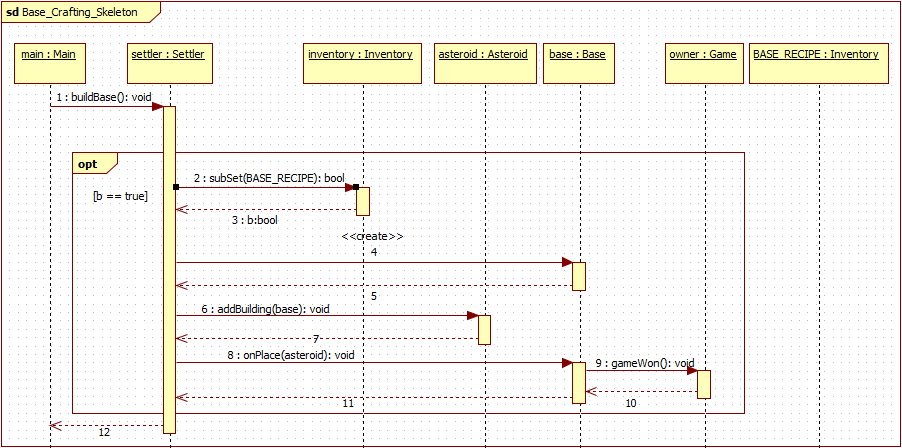 sd Base_Crafting_Skeleton
main : Main
settler : Settler
inventory : Inventory
asteroid : Asteroid
base : Base
owner : Game
BASE_RECIPE : Inventory
1 : buildBase(): void
opt
[b == true]
2 : subSet(BASE_RECIPE): bool
3 : b:bool
<<create>>
4
5
6 : addBuilding(base): void
7
8 : onPlace(asteroid): void
9 : gameWon(): void
10
11
12